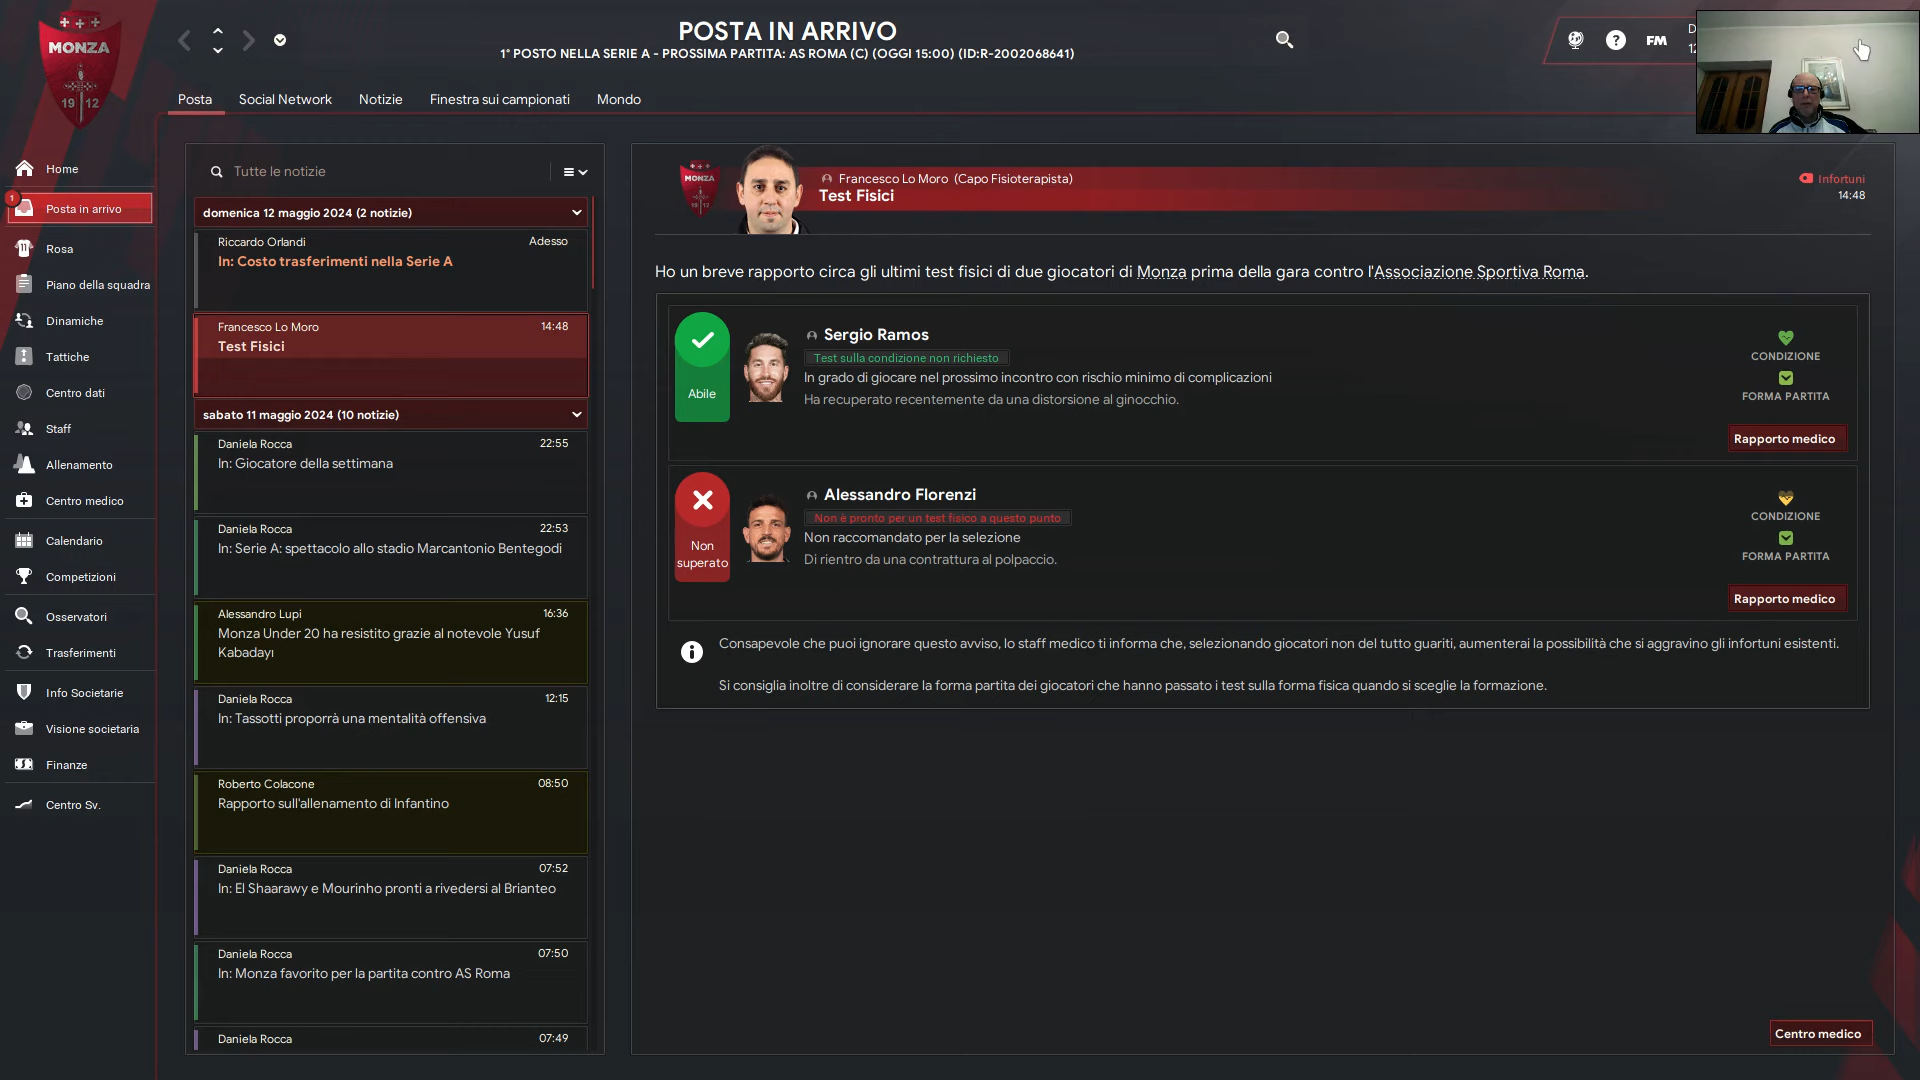 MONZA
19 12
POSTA IN ARRIVO
1° POSTO NELLA SERIE A - PROSSIMA PARTITA: AS ROMA (C) (OGGI 15:00) (ID:R-2002068641)
FM
Posta
Social Network
Notizie
Finestra sui campionati
Mondo
Home
1
Posta in arrivo
Rosa
Piano della squadra
Dinamiche
Tattiche
Centro dati
Staff
Allenamento
Centro medico
Calendario
Competizioni
Osservatori
Trasferimenti
Info Societarie
Visione societaria
Finanze
Centro Sv.
Tutte le notizie
domenica 12 maggio 2024 (2 notizie)
Riccardo Orlandi Adesso
In: Costo trasferimenti nella Serie A
Francesco Lo Moro 14:48
Test Fisici
sabato 11 maggio 2024 (10 notizie)
Daniela Rocca 22:55
In: Giocatore della settimana
Daniela Rocca 22:53
In: Serie A: spettacolo allo stadio Marcantonio Bentegodi
Alessandro Lupi 16:36
Monza Under 20 ha resistito grazie al notevole Yusuf
Kabadayı
Daniela Rocca 12:15
In: Tassotti proporrà una mentalità offensiva
Roberto Colacone 08:50
Rapporto sull'allenamento di Infantino
Daniela Rocca 07:52
In: El Shaarawy e Mourinho pronti a rivedersi al Brianteo
Daniela Rocca 07:50
In: Monza favorito per la partita contro AS Roma
Daniela Rocca 07:49
MONZA
Francesco Lo Moro (Capo Fisioterapista)
Test Fisici
Infortuni
14:48
Ho un breve rapporto circa gli ultimi test fisici di due giocatori di Monza prima della gara contro l'Associazione Sportiva Roma.
Abile
Sergio Ramos
Test sulla condizione non richiesto
In grado di giocare nel prossimo incontro con rischio minimo di complicazioni
Ha recuperato recentemente da una distorsione al ginocchio.
CONDIZIONE
FORMA PARTITA
Rapporto medico
Non
superato
Alessandro Florenzi
Non è pronto per un test fisico a questo punto
Non raccomandato per la selezione
Di rientro da una contrattura al polpaccio.
CONDIZIONE
FORMA PARTITA
Rapporto medico
Consapevole che puoi ignorare questo avviso, lo staff medico ti informa che, selezionando giocatori non del tutto guariti, aumenterai la possibilità che si aggravino gli infortuni esistenti.
Si consiglia inoltre di considerare la forma partita dei giocatori che hanno passato i test sulla forma fisica quando si sceglie la formazione.
Centro medico